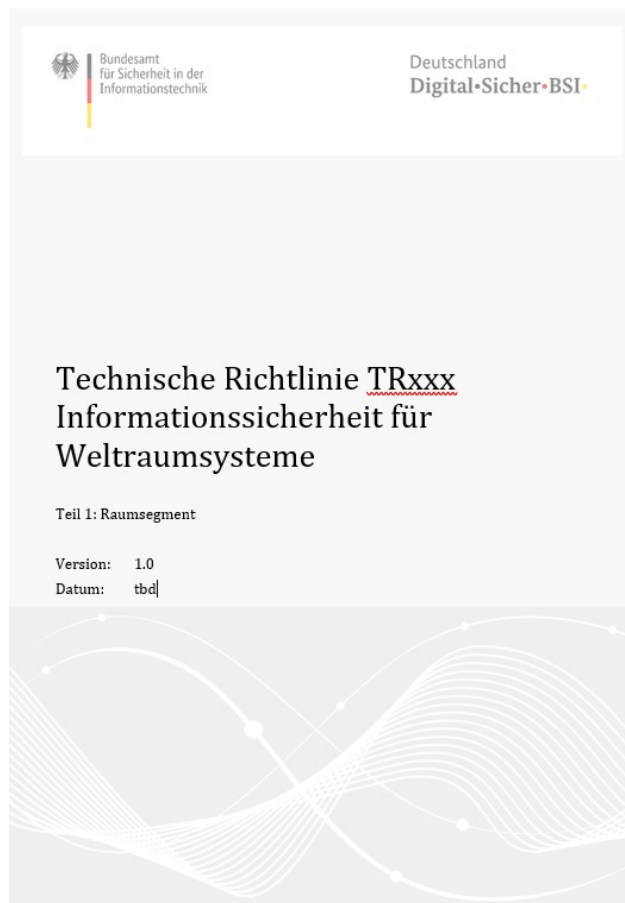 Bundesamt
für Sicherheit in der
Informationstechnik
Deutschland
Digital•Sicher•BSI•
Technische Richtlinie TRxxx
Informationssicherheit für
Weltraumsysteme
Teil 1: Raumsegment
Version: 1.0
Datum: tbd